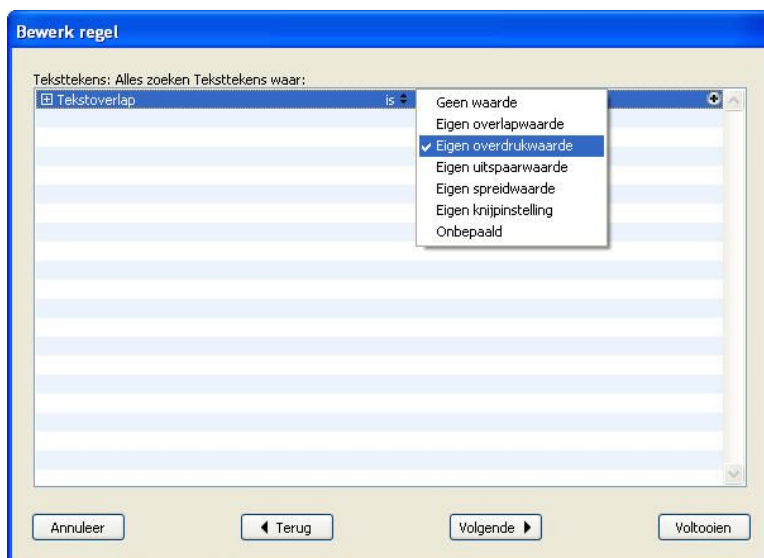 Bewerk regel
Teksttekens: Alles zoeken Teksttekens waar:
Tekstoverlap is
Geen waarde
Eigen overlapwaarde
Eigen overdrukwaarde
Eigen uitspaarwaarde
Eigen spreidwaarde
Eigen knijpinstelling
Onbepaald
Annuleer Terug Volgende Voltooien